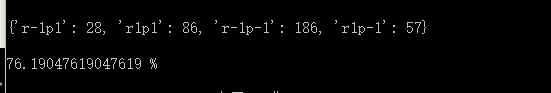 {'r-1p1': 28, 'r1p1': 86, 'r-1p-1': 186, 'r1p-1': 57}
76.19047619047619 %